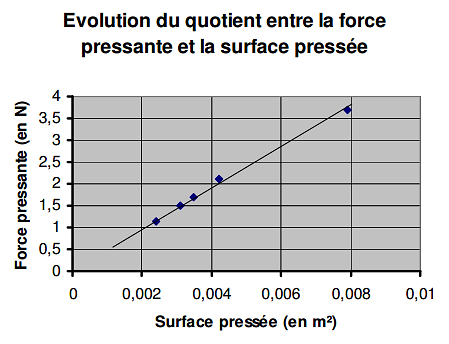 Evolution du quotient entre la force
pressante et la surface pressée
Force pressante (en N)
4
3,5
3
2,5
2
1,5
1
0,5
0
0 0,002 0,004 0,006 0,008 0,01
Surface pressée (en m²)